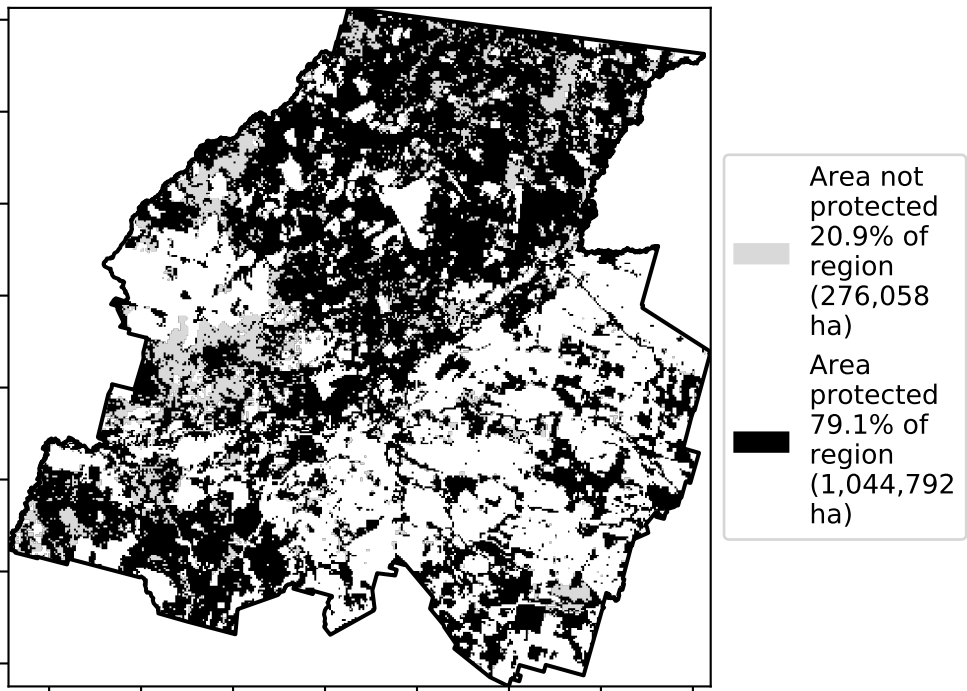 Area not
protected
20.9% of
region
(276,058
ha)
Area
protected
79.1% of
region
(1,044,792
ha)